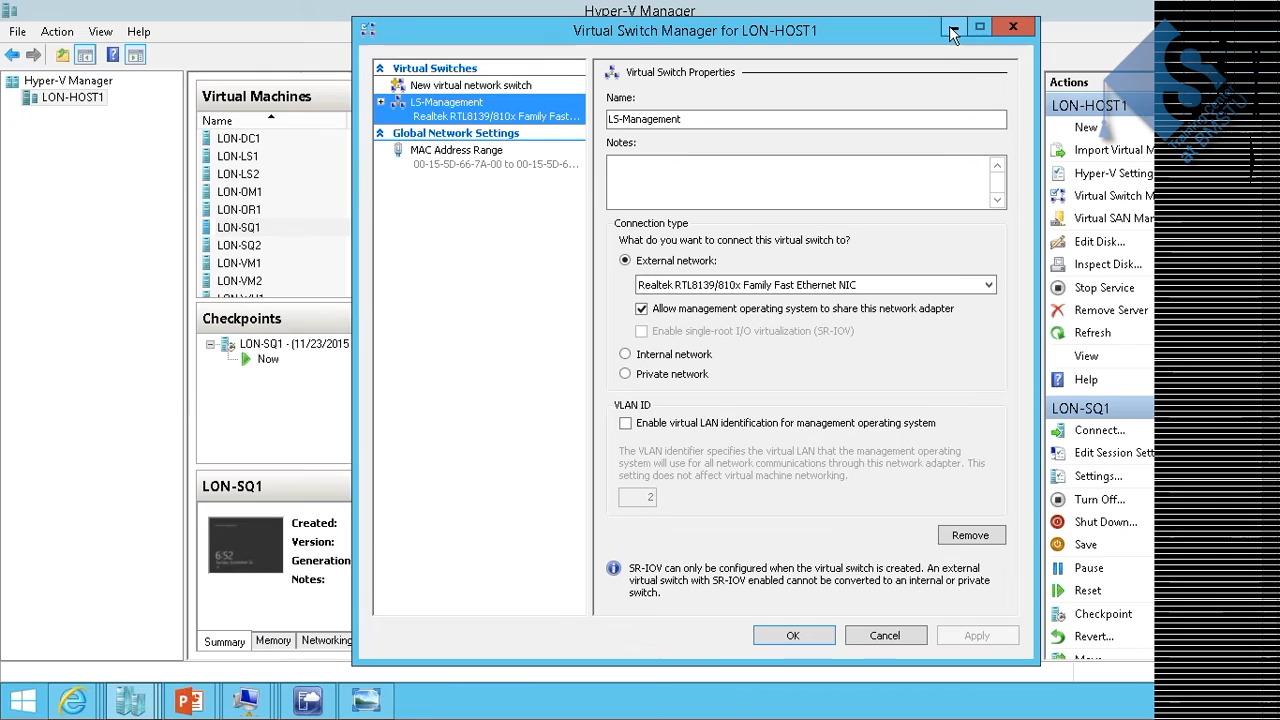 Hyper-V Manager
File
Action
View
Help
Hyper-V Manager
LON-HOST1
Virtual Machines
Name
LON-DC1
LON-LS1
LON-LS2
LON-OM1
LON-OR1
LON-SQ1
LON-SQ2
LON-VM1
LON-VM2
Checkpoints
LON-SQ1 - (11/23/2015
Now
LON-SQ1
Created:
Version:
Generation
Notes:
6:52
Summary
Memory
Networking
Virtual Switch Manager for LON-HOST1
Virtual Switches
New virtual network switch
LS-Management
Realtek RTL8139/810x Family Fast...
Global Network Settings
MAC Address Range
00-15-5D-66-7A-00 to 00-15-5D-6...
Virtual Switch Properties
Name:
LS-Management
Notes:
Connection type
What do you want to connect this virtual switch to?
External network:
Realtek RTL8139/810x Family Fast Ethernet NIC
Allow management operating system to share this network adapter
Enable single-root I/O virtualization (SR-IOV)
Internal network
Private network
VLAN ID
Enable virtual LAN identification for management operating system
The VLAN identifier specifies the virtual LAN that the management operating
system will use for all network communications through this network adapter. This
setting does not affect virtual machine networking.
2
Remove
SR-IOV can only be configured when the virtual switch is created. An external
virtual switch with SR-IOV enabled cannot be converted to an internal or private
switch.
OK
Cancel
Apply
Actions
LON-HOST1
New
Import Virtual M
Hyper-V Setting
Virtual Switch M
Virtual SAN Ma
Edit Disk...
Inspect Disk...
Stop Service
Remove Server
Refresh
View
Help
LON-SQ1
Connect...
Edit Session Sett
Settings...
Turn Off...
Shut Down...
Save
Pause
Reset
Checkpoint
Revert...
Training Center
at BMSTU